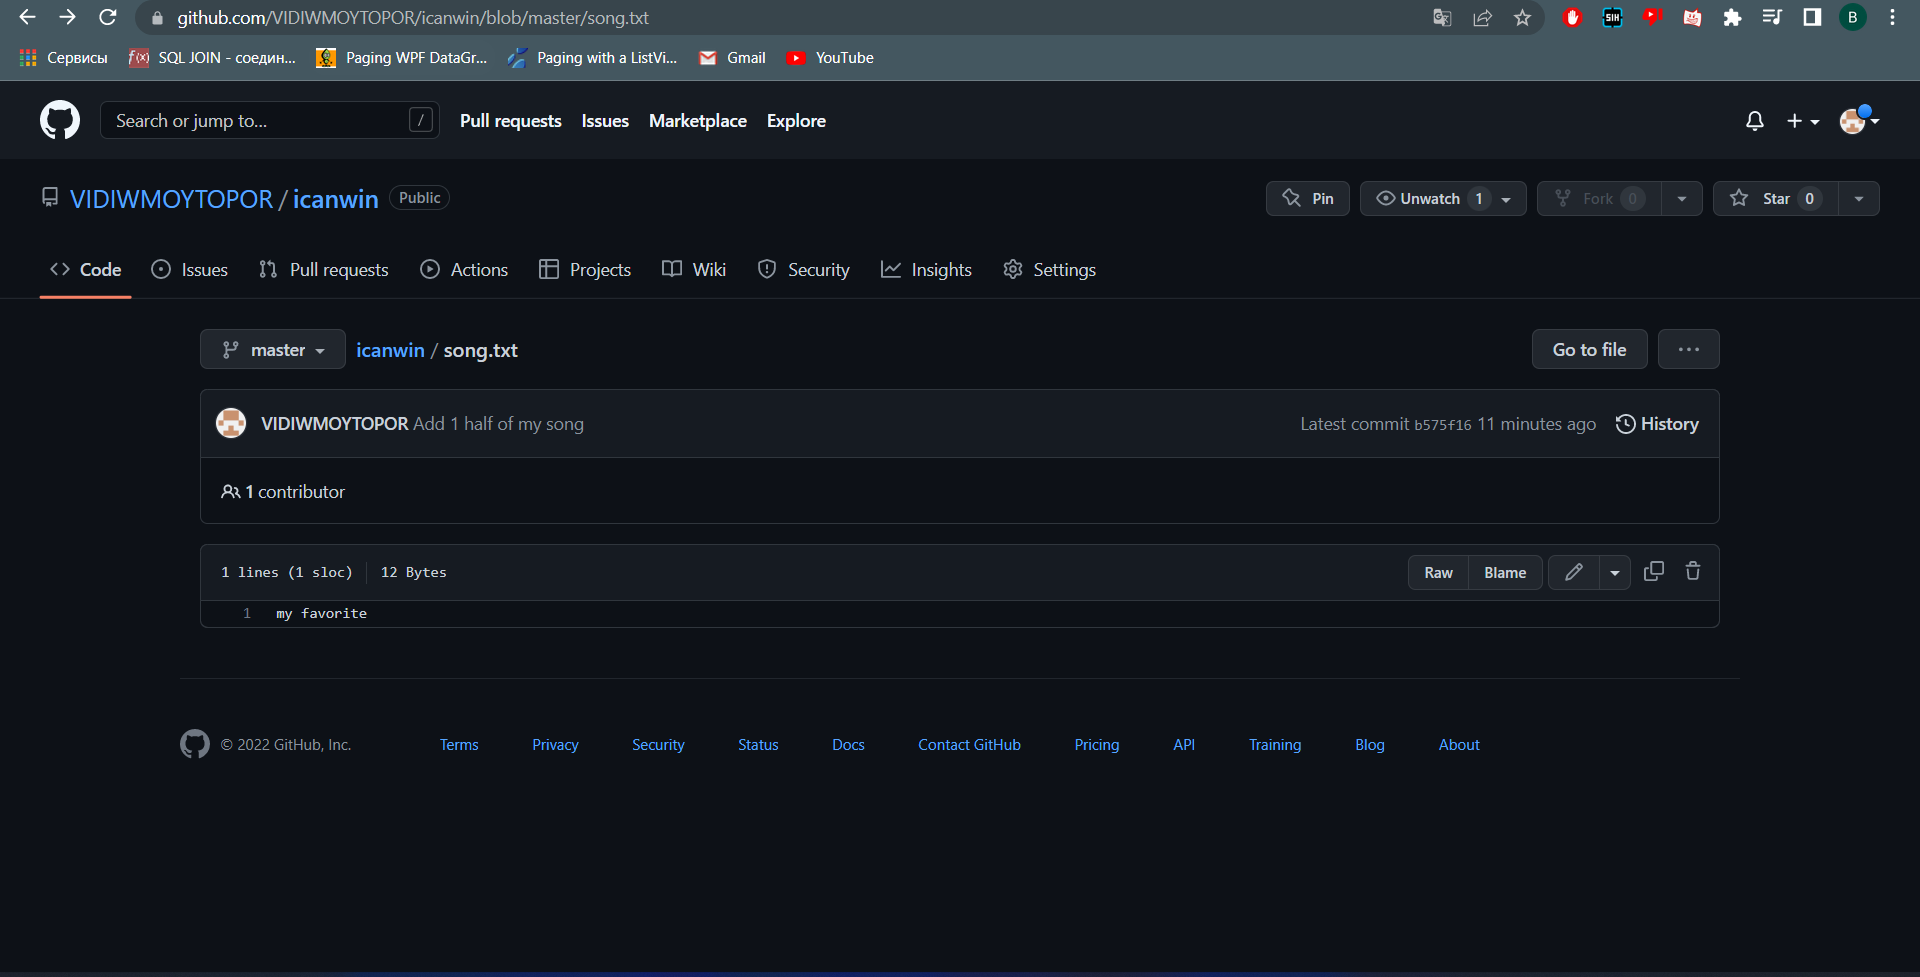 github.com/VIDIWMOYTOPOR/icanwin/blob/master/song.txt
SIH
B
Сервисы
f(x) SQL JOIN - соедин...
Paging WPF DataGr...
Paging with a ListVi...
Gmail
YouTube
Search or jump to... /
Pull requests Issues Marketplace Explore
VIDIWMOYTOPOR / icanwin Public
Pin
Unwatch 1
Fork 0
Star 0
Code Issues Pull requests Actions Projects Wiki Security Insights Settings
master
icanwin / song.txt
Go to file
...
VIDIWMOYTOPOR Add 1 half of my song
Latest commit b575f16 11 minutes ago
History
1 contributor
1 lines (1 sloc) 12 Bytes
Raw Blame
1 my favorite
© 2022 GitHub, Inc.
Terms Privacy Security Status Docs Contact GitHub Pricing API Training Blog About